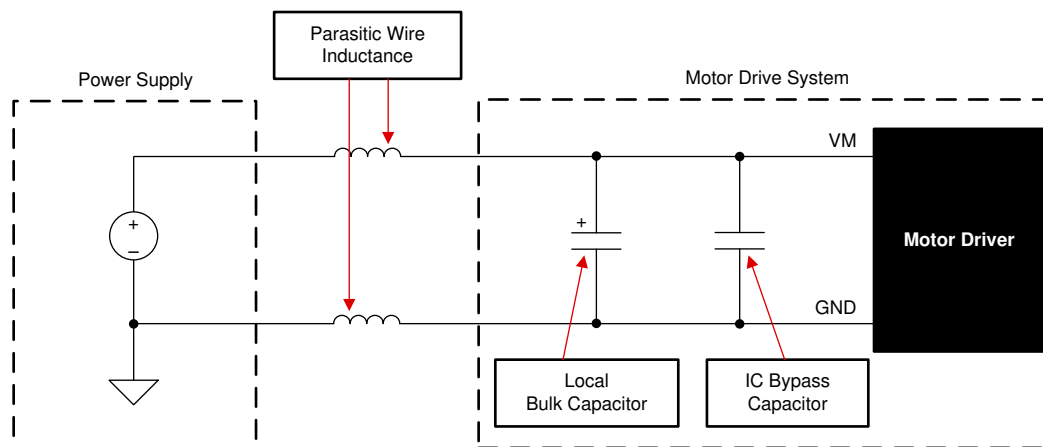 Parasitic Wire
Inductance
Power Supply
Motor Drive System
VM
+
+
−
Motor Driver
GND
Local
Bulk Capacitor
IC Bypass
Capacitor